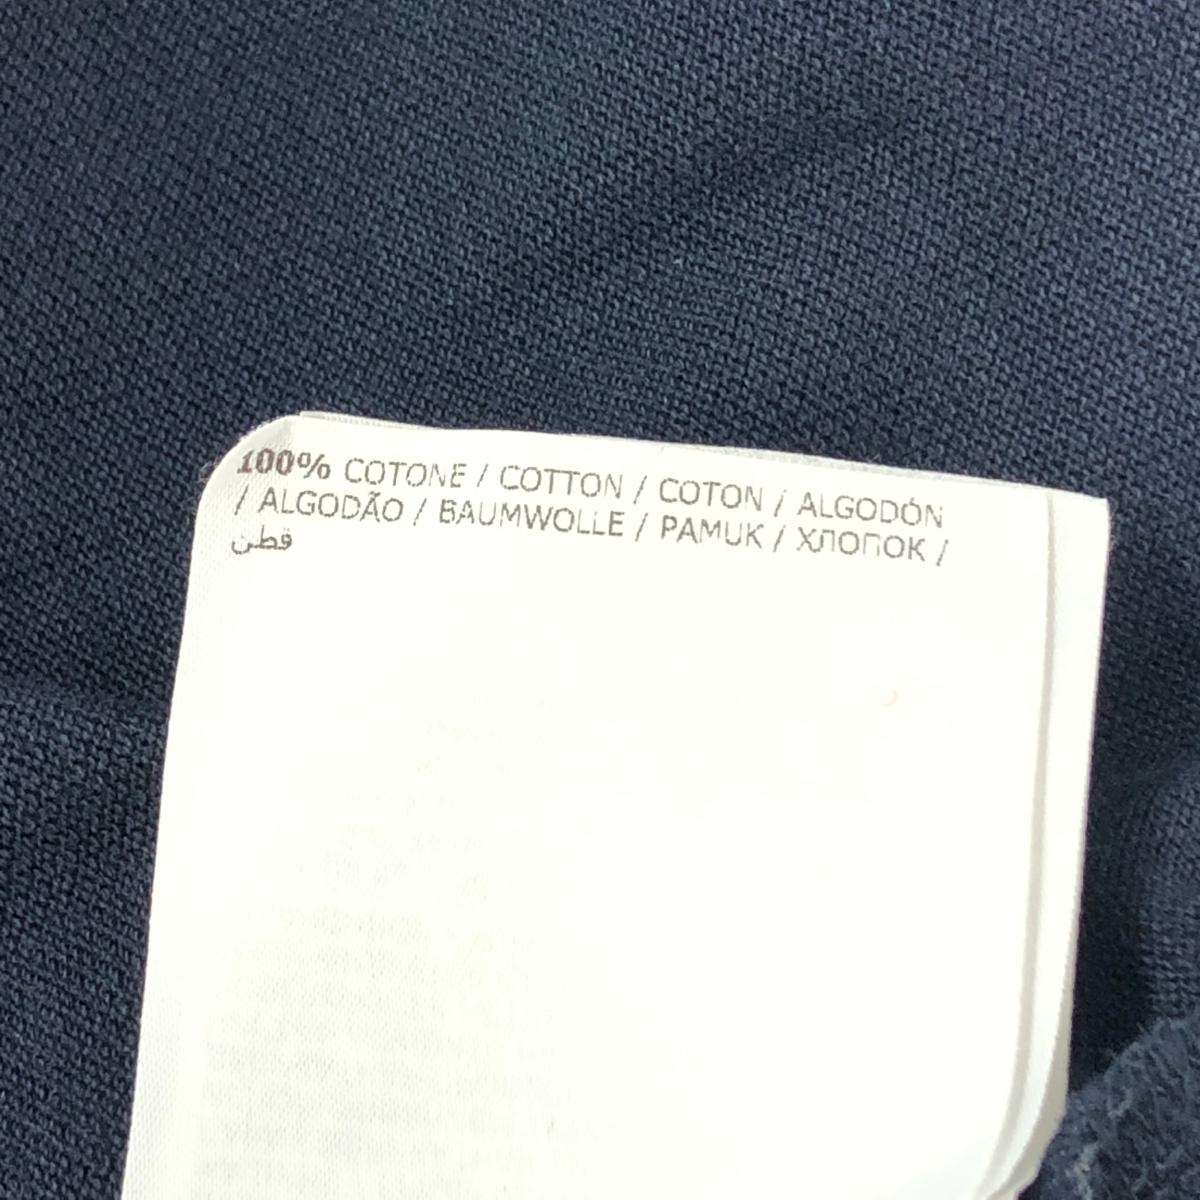 100% COTONE / COTTON / COTON / ALGODÓN
/ ALGODÃO / BAUMWOLLE / PAMUK / ХЛОПОК /
قطن